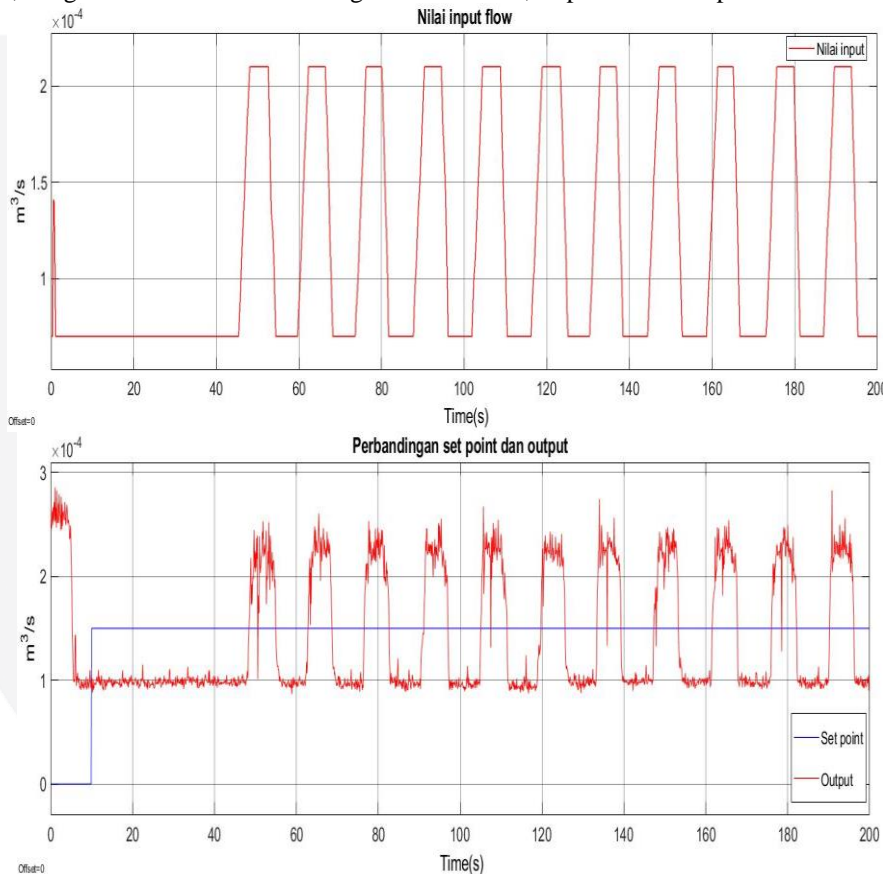 Nilai input flow
×10⁻⁴
Nilai input
2
1.5
1
m³/s
0 20 40 60 80 100 120 140 160 180 200
Time(s)
Offset=0
Perbandingan set point dan output
×10⁻⁴
3
2
1
0
m³/s
Set point
Output
0 20 40 60 80 100 120 140 160 180 200
Time(s)
Offset=0